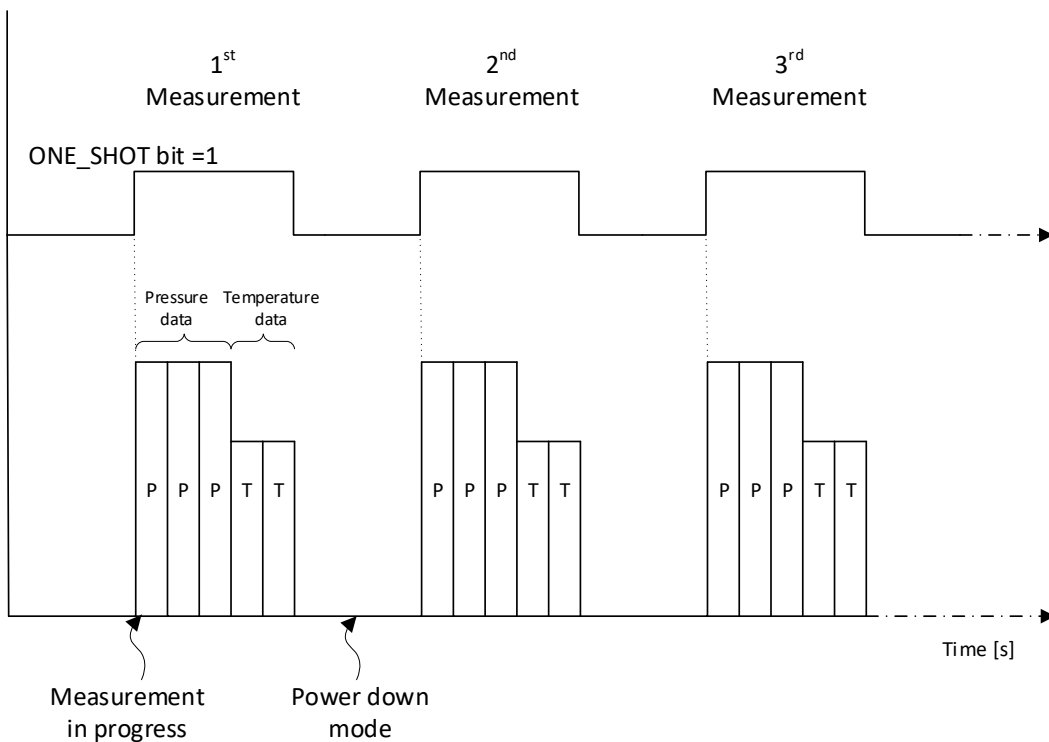 1st
Measurement
2nd
Measurement
3rd
Measurement
ONE_SHOT bit =1
Pressure
data
Temperature
data
P P P T T
P P P T T
P P P T T
Time [s]
Measurement
in progress
Power down
mode